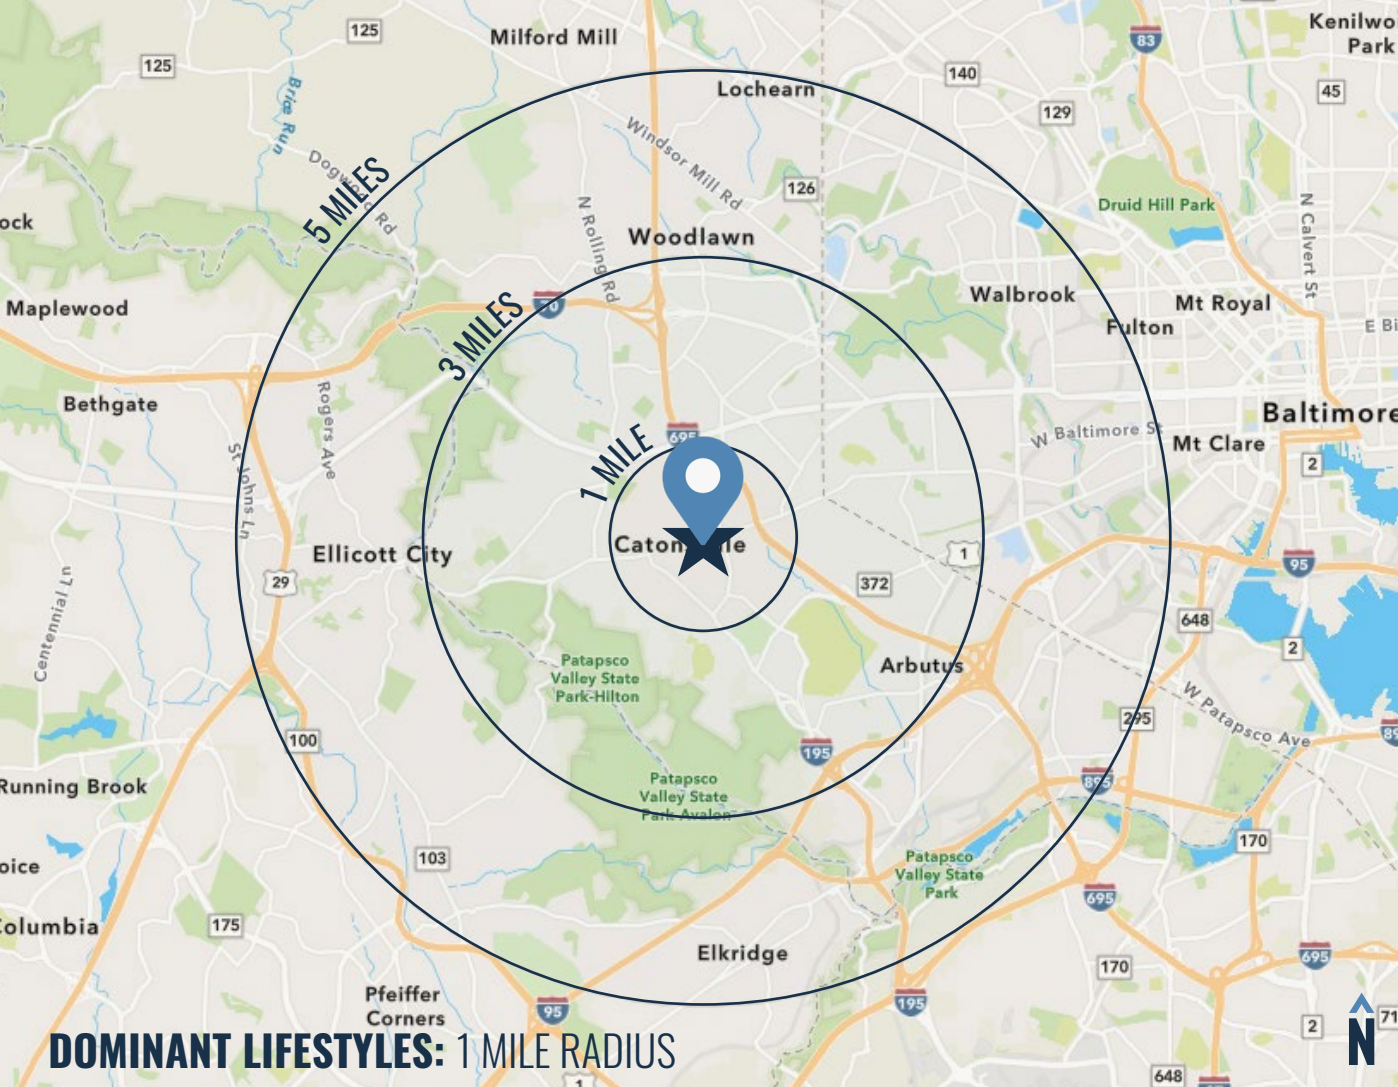 125
Milford Mill
Kenilwo
Park
83
125
140
45
Lochearn
129
Brice Run
Windsor Mill Rd
Dogwood Rd
5 MILES
126
Druid Hill Park
N Calvert St
ock
N Rolling Rd
Woodlawn
Maplewood
3 MILES
Walbrook
Mt Royal
Fulton
E Bi
Bethgate
Rogers Ave
Baltimore
695
W Baltimore St
Mt Clare
1 MILE
St Johns Ln
2
Ellicott City
1
95
29
372
Centennial Ln
648
2
Patapsco
Valley State
Park-Hilton
Arbutus
W Patapsco Ave
295
100
195
89
Running Brook
Patapsco
Valley State
Park Avalon
895
170
oice
103
Patapsco
Valley State
Park
695
175
Columbia
Elkridge
695
170
Pfeiffer
Corners
95
195
2
71
N
DOMINANT LIFESTYLES: 1 MILE RADIUS
648
1